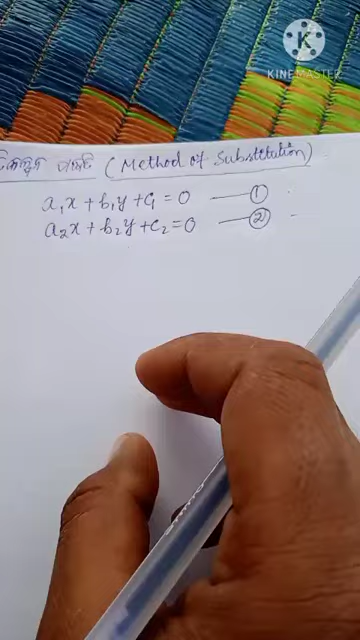 KINEMASTER
(Method of Substitution)
a₁x + b₁y + c₁ = 0 —— ①
a₂x + b₂y + c₂ = 0 —— ②